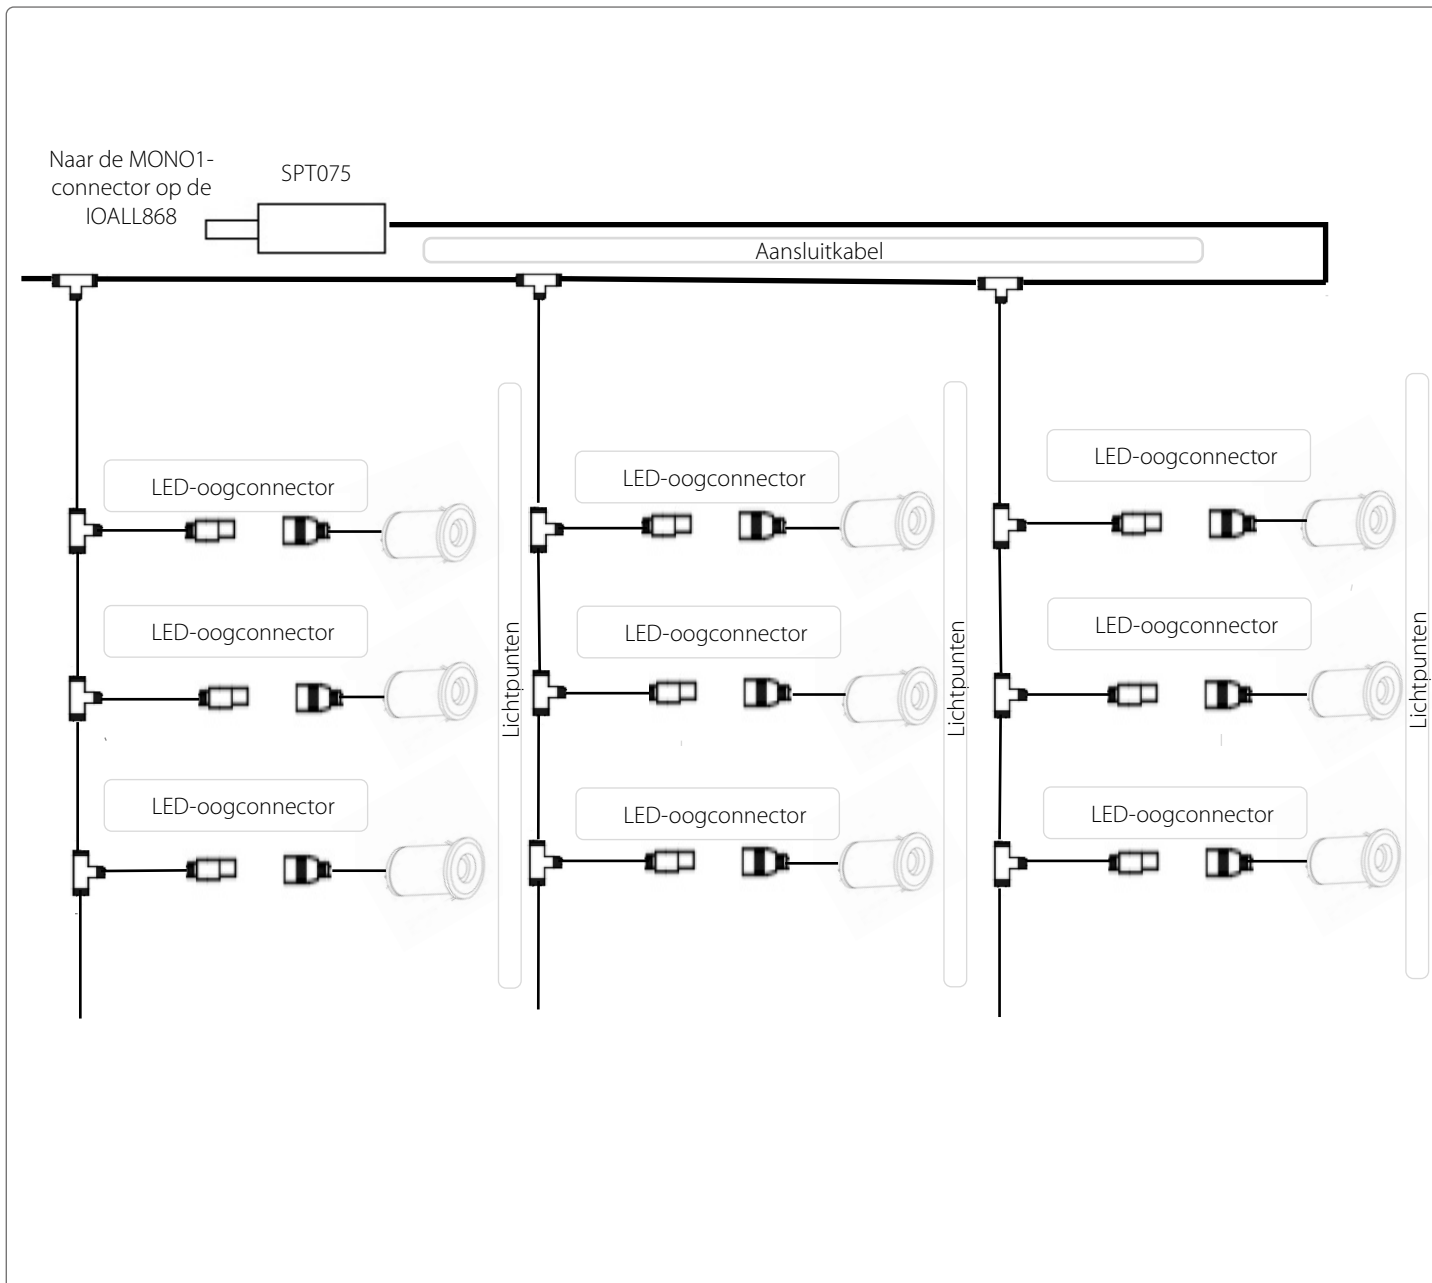 Naar de MONO1-
connector op de
IOALL868
SPT075
Aansluitkabel
LED-oogconnector
LED-oogconnector
LED-oogconnector
LED-oogconnector
LED-oogconnector
LED-oogconnector
LED-oogconnector
LED-oogconnector
LED-oogconnector
Lichtpunten
Lichtpunten
Lichtpunten